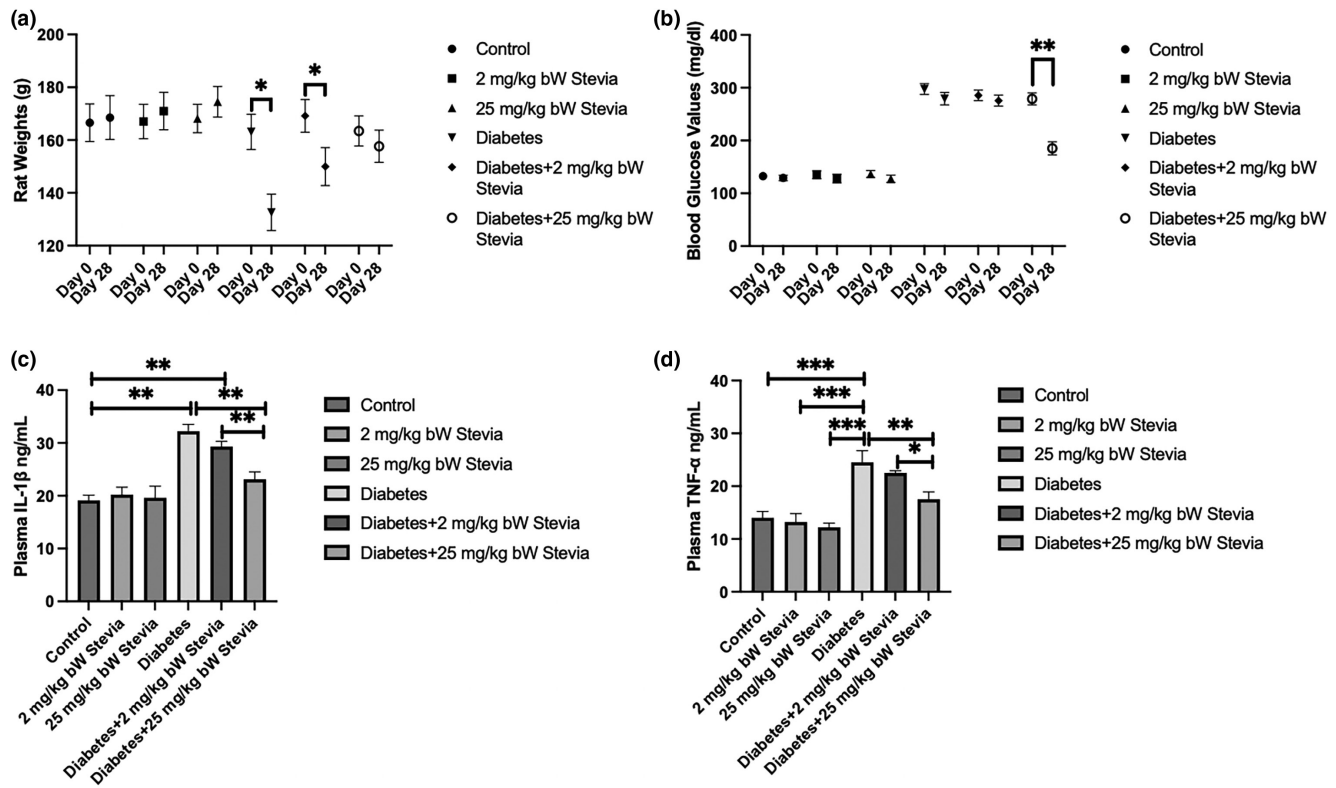 (a)
200
180
160
140
120
Rat Weights (g)
*
*
Day 0
Day 28
Day 0
Day 28
Day 0
Day 28
Day 0
Day 28
Day 0
Day 28
Day 0
Day 28
Control
2 mg/kg bW Stevia
25 mg/kg bW Stevia
Diabetes
Diabetes+2 mg/kg bW
Stevia
Diabetes+25 mg/kg bW
Stevia
(b)
400
300
200
100
0
Blood Glucose Values (mg/dl)
**
Day 0
Day 28
Day 0
Day 28
Day 0
Day 28
Day 0
Day 28
Day 0
Day 28
Day 0
Day 28
Control
2 mg/kg bW Stevia
25 mg/kg bW Stevia
Diabetes
Diabetes+2 mg/kg bW
Stevia
Diabetes+25 mg/kg bW
Stevia
(c)
40
30
20
10
0
Plasma IL-1β ng/mL
**
**
**
**
Control
2 mg/kg bW Stevia
25 mg/kg bW Stevia
Diabetes
Diabetes+2 mg/kg bW Stevia
Diabetes+25 mg/kg bW Stevia
Control
2 mg/kg bW Stevia
25 mg/kg bW Stevia
Diabetes
Diabetes+2 mg/kg bW Stevia
Diabetes+25 mg/kg bW Stevia
(d)
40
30
20
10
0
Plasma TNF-α ng/mL
***
***
***
**
*
Control
2 mg/kg bW Stevia
25 mg/kg bW Stevia
Diabetes
Diabetes+2 mg/kg bW Stevia
Diabetes+25 mg/kg bW Stevia
Control
2 mg/kg bW Stevia
25 mg/kg bW Stevia
Diabetes
Diabetes+2 mg/kg bW Stevia
Diabetes+25 mg/kg bW Stevia